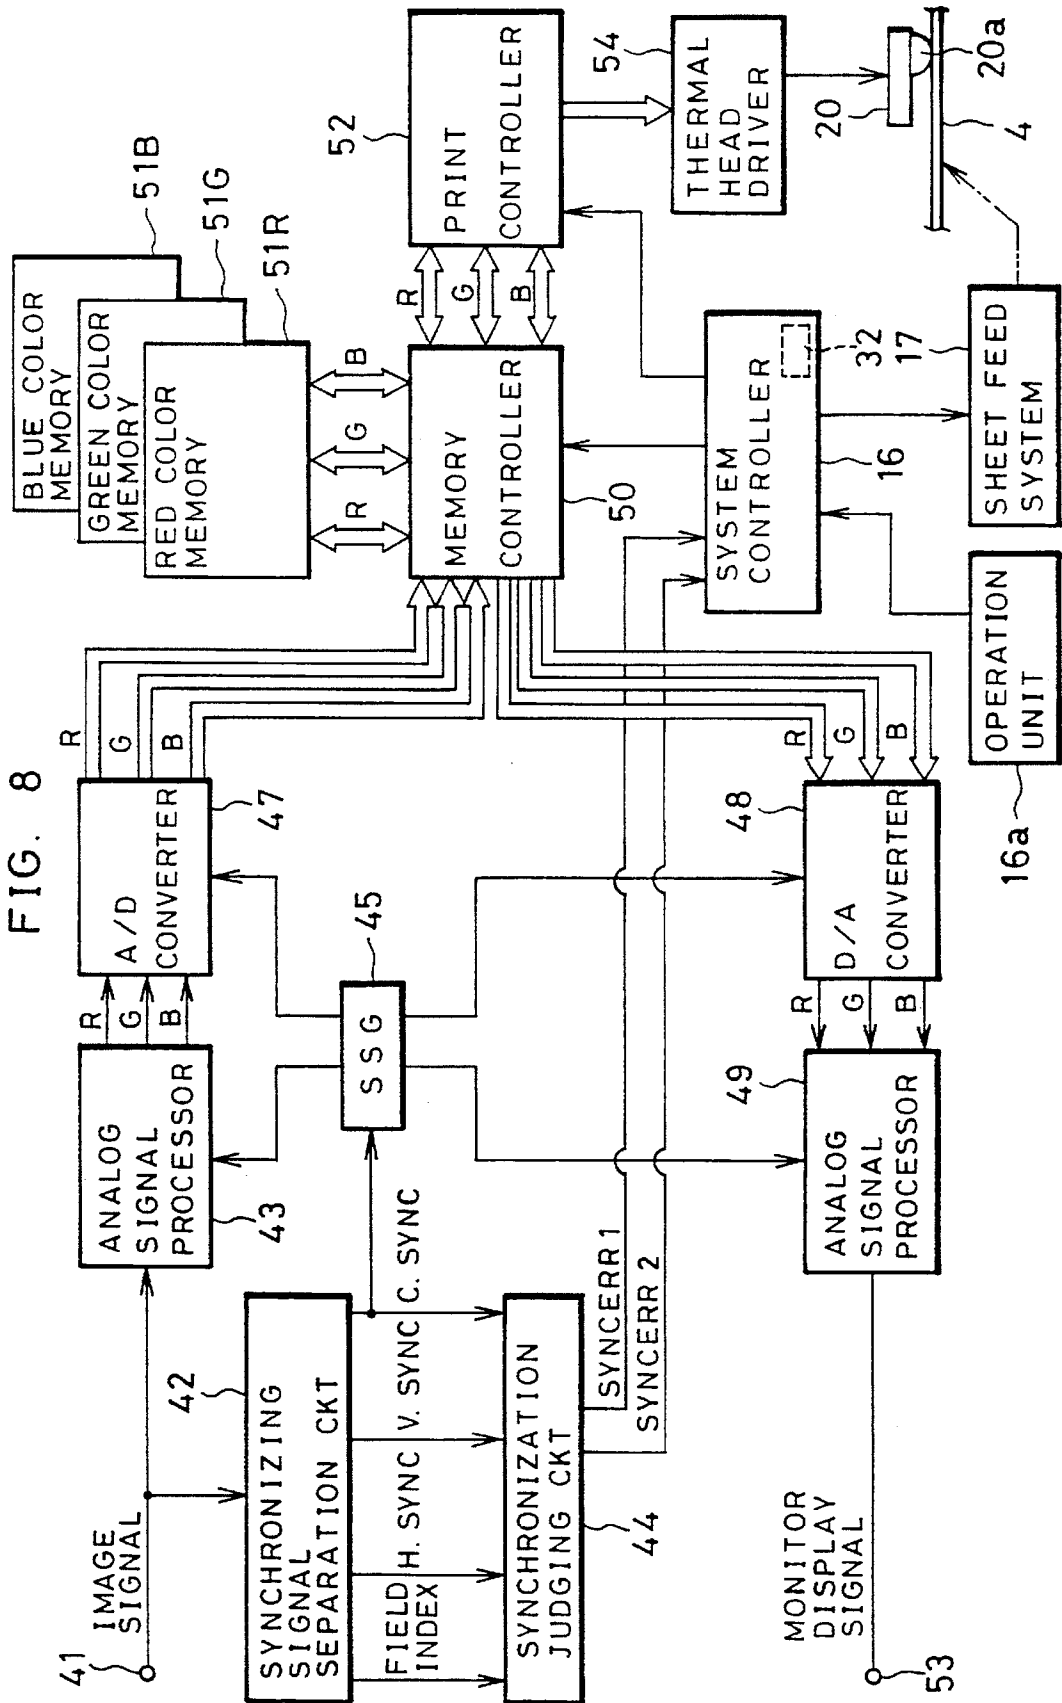 FIG. 8
41
IMAGE
SIGNAL
SYNCHRONIZING
SIGNAL
SEPARATION CKT
42
FIELD
INDEX
H. SYNC
V. SYNC
C. SYNC
SYNCHRONIZATION
JUDGING CKT
44
SYNCERR 1
SYNCERR 2
ANALOG
SIGNAL
PROCESSOR
43
R
G
B
A/D
CONVERTER
47
R
G
B
SSG
45
BLUE COLOR
MEMORY
51B
GREEN COLOR
MEMORY
51G
RED COLOR
MEMORY
51R
R
G
B
MEMORY
CONTROLLER
50
R
G
B
PRINT
CONTROLLER
52
THERMAL
HEAD
DRIVER
54
20
20a
4
SYSTEM
CONTROLLER
16
32
17
SHEET FEED
SYSTEM
OPERATION
UNIT
16a
R
G
B
D/A
CONVERTER
48
R
G
B
ANALOG
SIGNAL
PROCESSOR
49
MONITOR
DISPLAY
SIGNAL
53